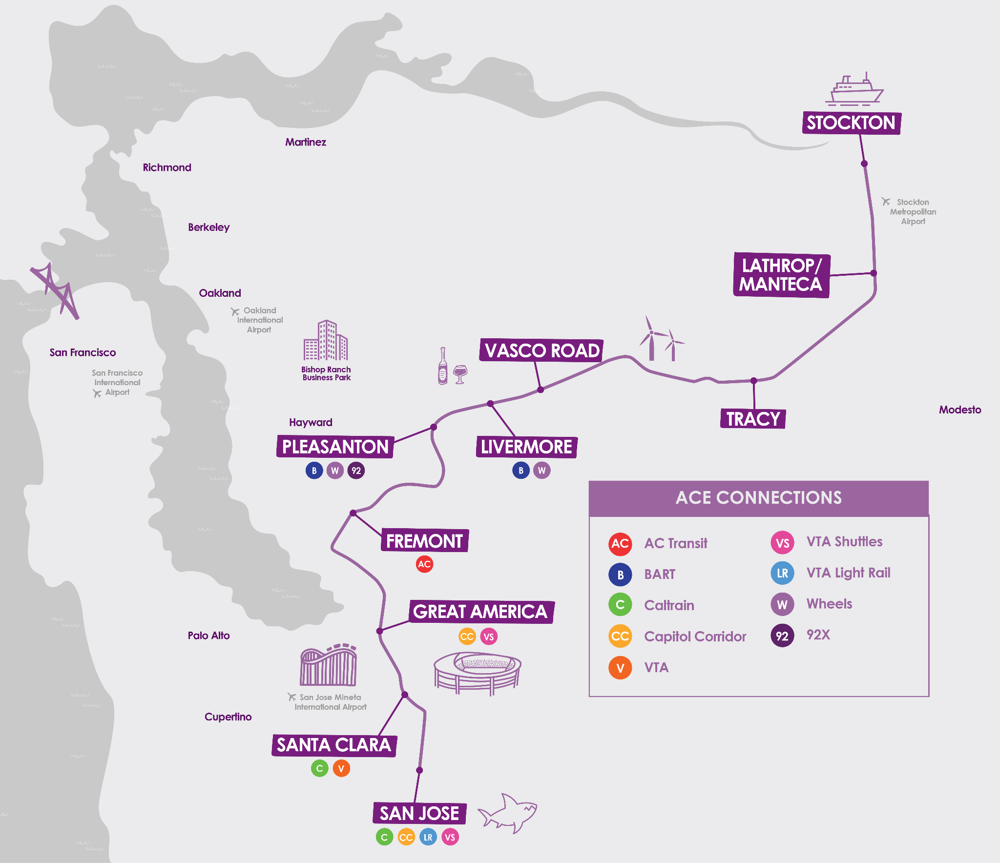 STOCKTON
Martinez
Richmond
Stockton
Metropolitan
Airport
Berkeley
LATHROP/
MANTECA
Oakland
Oakland
International
Airport
San Francisco
San Francisco
International
Airport
Bishop Ranch
Business Park
VASCO ROAD
TRACY
Modesto
Hayward
PLEASANTON
B W 92
LIVERMORE
B W
FREMONT
AC
GREAT AMERICA
CC VS
Palo Alto
San Jose Mineta
International Airport
Cupertino
SANTA CLARA
C V
SAN JOSE
C CC LR VS
ACE CONNECTIONS
AC AC Transit
B BART
C Caltrain
CC Capitol Corridor
V VTA
VS VTA Shuttles
LR VTA Light Rail
W Wheels
92 92X